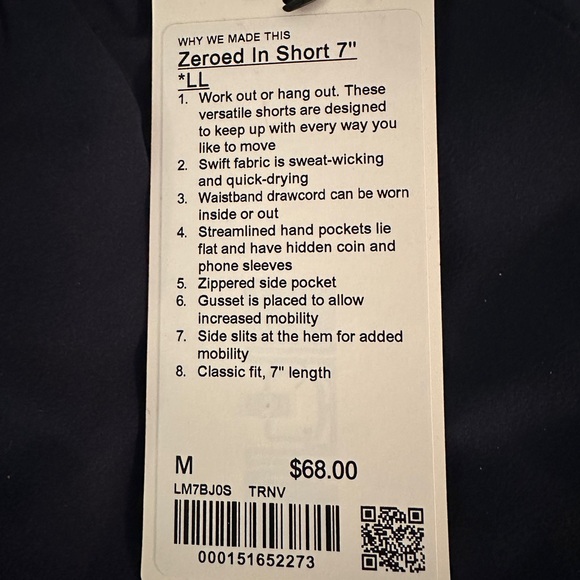 WHY WE MADE THIS
Zeroed In Short 7"
*LL
1. Work out or hang out. These
versatile shorts are designed
to keep up with every way you
like to move
2. Swift fabric is sweat-wicking
and quick-drying
3. Waistband drawcord can be worn
inside or out
4. Streamlined hand pockets lie
flat and have hidden coin and
phone sleeves
5. Zippered side pocket
6. Gusset is placed to allow
increased mobility
7. Side slits at the hem for added
mobility
8. Classic fit, 7" length
M $68.00
LM7BJ0S TRNV
000151652273